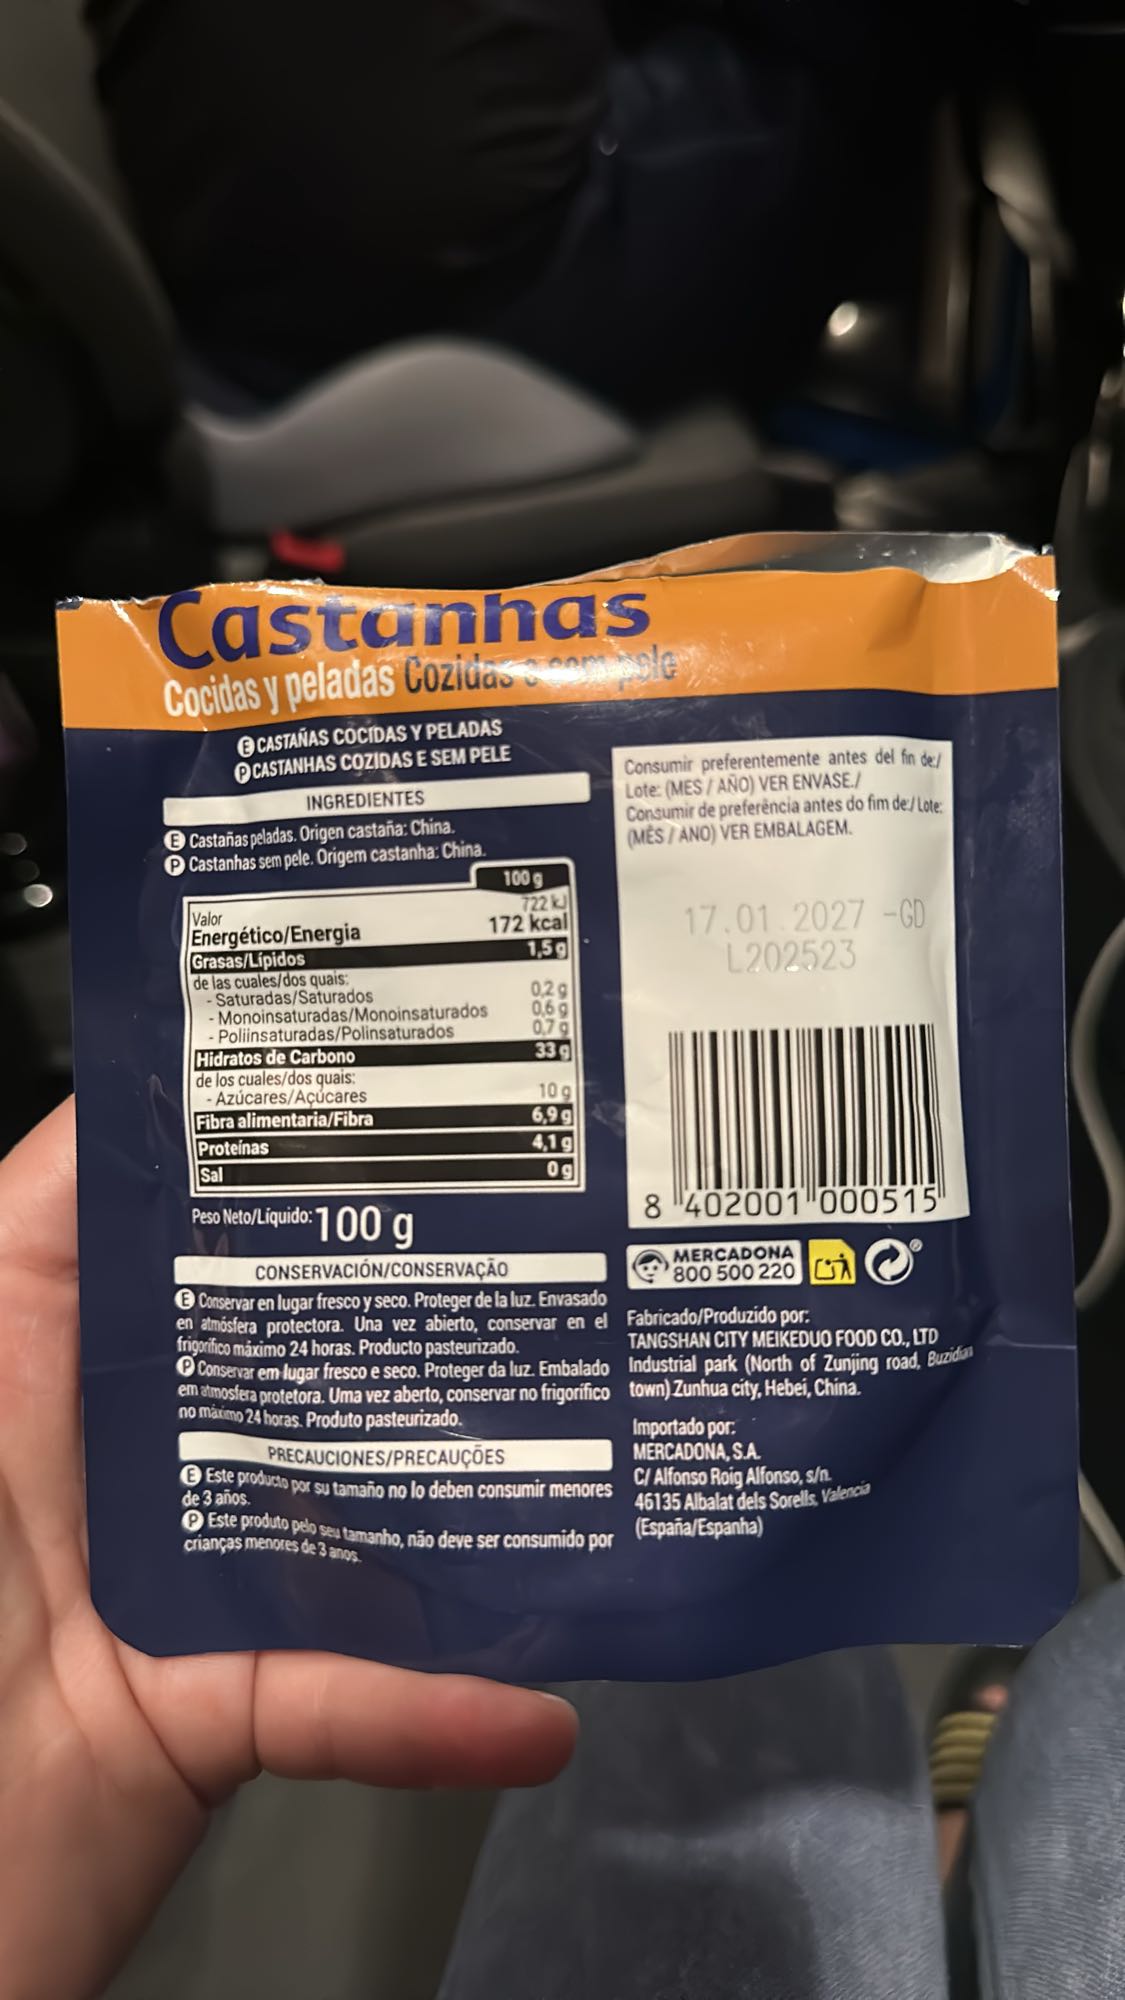 Castanhas
Cocidas y peladas Cozidas e sem pele
E CASTAÑAS COCIDAS Y PELADAS
P CASTANHAS COZIDAS E SEM PELE
INGREDIENTES
E Castañas peladas. Origen castaña: China.
P Castanhas sem pele. Origem castanha: China.
100 g
Valor 722 kJ
Energético/Energia 172 kcal
Grasas/Lípidos 1,5 g
de las cuales/dos quais:
- Saturadas/Saturados 0,2 g
- Monoinsaturadas/Monoinsaturados 0,6 g
- Poliinsaturadas/Polinsaturados 0,7 g
Hidratos de Carbono 33 g
de los cuales/dos quais:
- Azúcares/Açúcares 10 g
Fibra alimentaria/Fibra 6,9 g
Proteínas 4,1 g
Sal 0 g
Peso Neto/Líquido: 100 g
CONSERVACIÓN/CONSERVAÇÃO
E Conservar en lugar fresco y seco. Proteger de la luz. Envasado
en atmósfera protectora. Una vez abierto, conservar en el
frigorífico máximo 24 horas. Producto pasteurizado.
P Conservar em lugar fresco e seco. Proteger da luz. Embalado
em atmosfera protetora. Uma vez aberto, conservar no frigorífico
no máximo 24 horas. Produto pasteurizado.
PRECAUCIONES/PRECAUÇÕES
E Este producto por su tamaño no lo deben consumir menores
de 3 años.
P Este produto pelo seu tamanho, não deve ser consumido por
crianças menores de 3 anos.
Consumir preferentemente antes del fin de:/
Lote: (MES / AÑO) VER ENVASE./
Consumir de preferência antes do fim de:/ Lote:
(MÊS / ANO) VER EMBALAGEM.
17.01.2027 -GD
L202523
8 402001 000515
MERCADONA
800 500 220
Fabricado/Produzido por:
TANGSHAN CITY MEIKEDUO FOOD CO., LTD
Industrial park (North of Zunjing road, Buzidian
town) Zunhua city, Hebei, China.
Importado por:
MERCADONA, S.A.
C/ Alfonso Roig Alfonso, s/n.
46135 Albalat dels Sorells, Valencia
(España/Espanha)